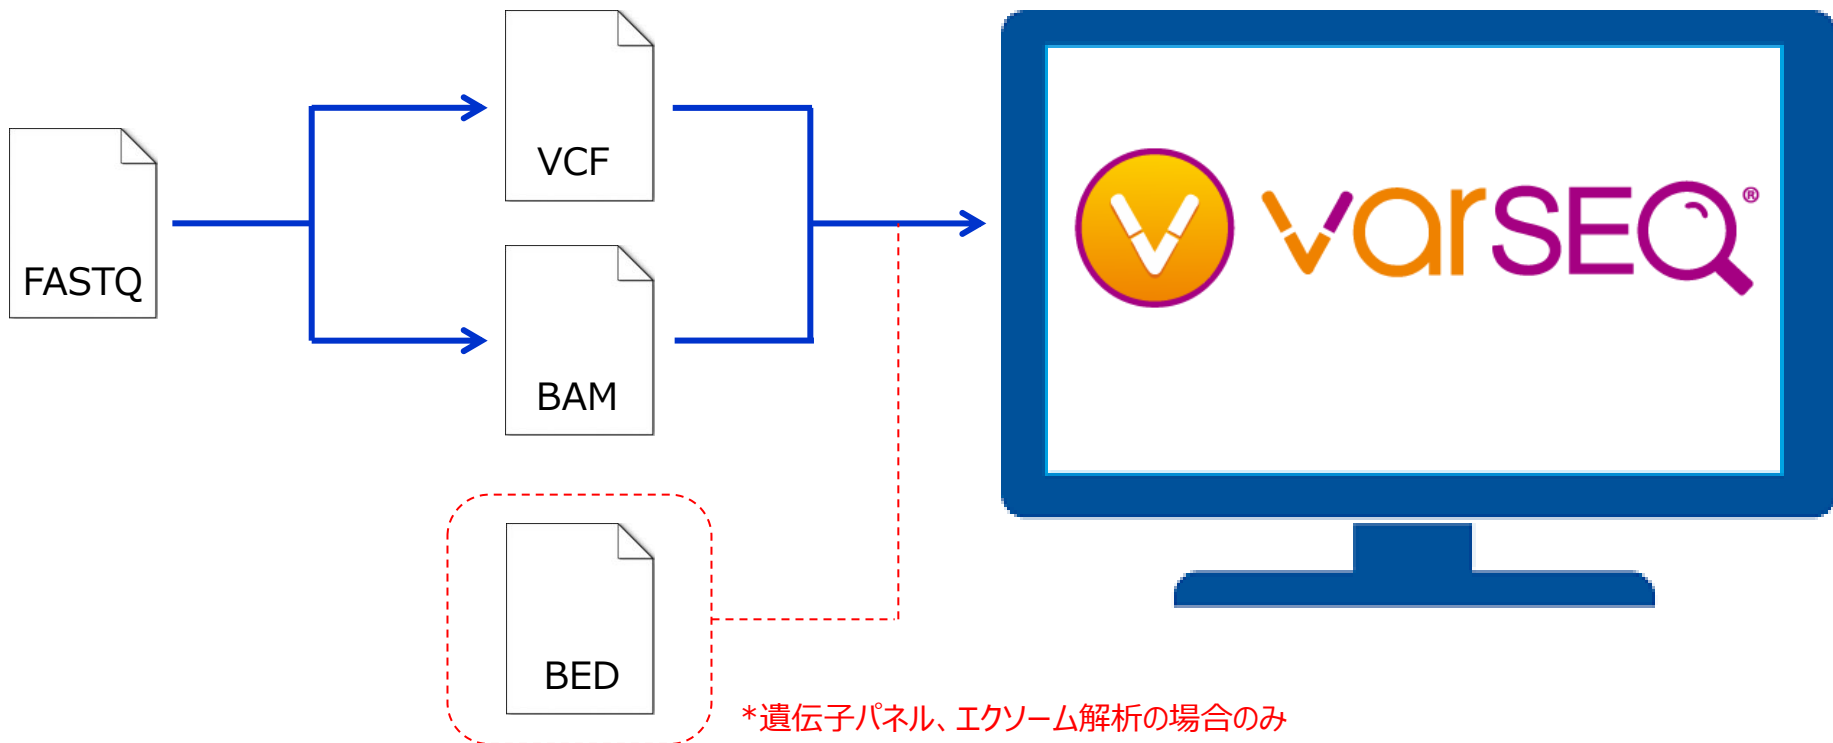 FASTQ
VCF
BAM
BED
varSEQ®
*遺伝子パネル、エクソーム解析の場合のみ